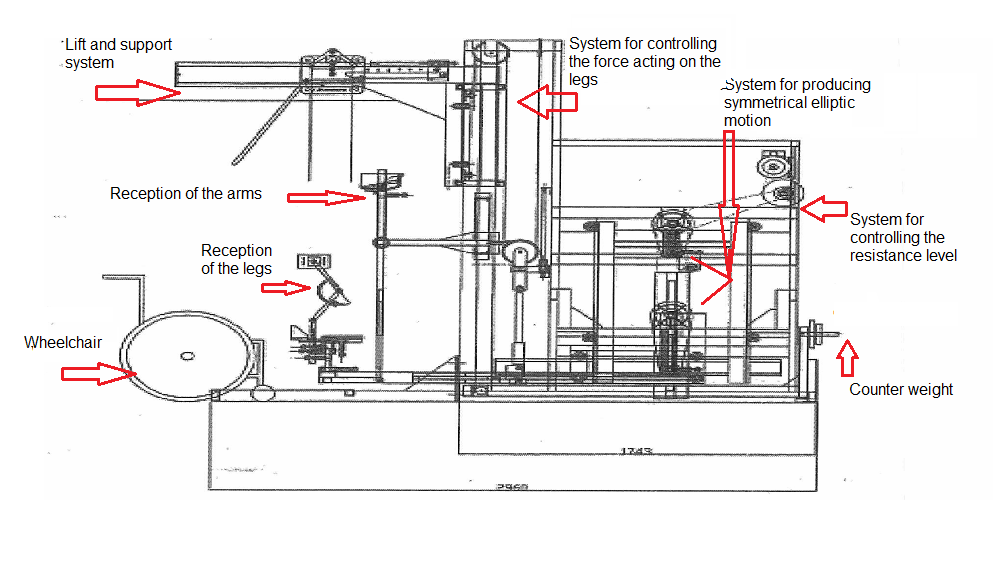 Lift and support
system
System for controlling
the force acting on the
legs
System for producing
symmetrical elliptic
motion
Reception of the arms
System for
controlling the
resistance level
Reception
of the legs
Wheelchair
Counter weight
1743
2960